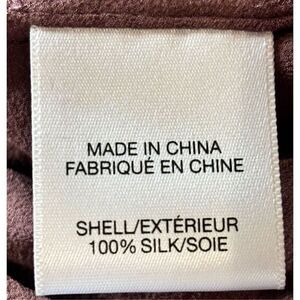 MADE IN CHINA
FABRIQUÉ EN CHINE
SHELL/EXTÉRIEUR
100% SILK/SOIE